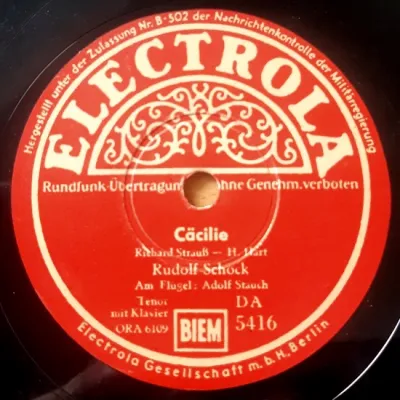 Hergestellt unter der Zulassung Nr. B-502 der Nachrichtenkontrolle der Militärregierung
ELECTROLA
Rundfunk-Übertragun ohne Genehm. verboten
Cäcilie
Richard Strauß — H. Hart
Rudolf Schock
Am Flügel: Adolf Stauch
Tenor DA
mit Klavier
ORA 6109 BIEM 5416
Electrola Gesellschaft m.b.H., Berlin